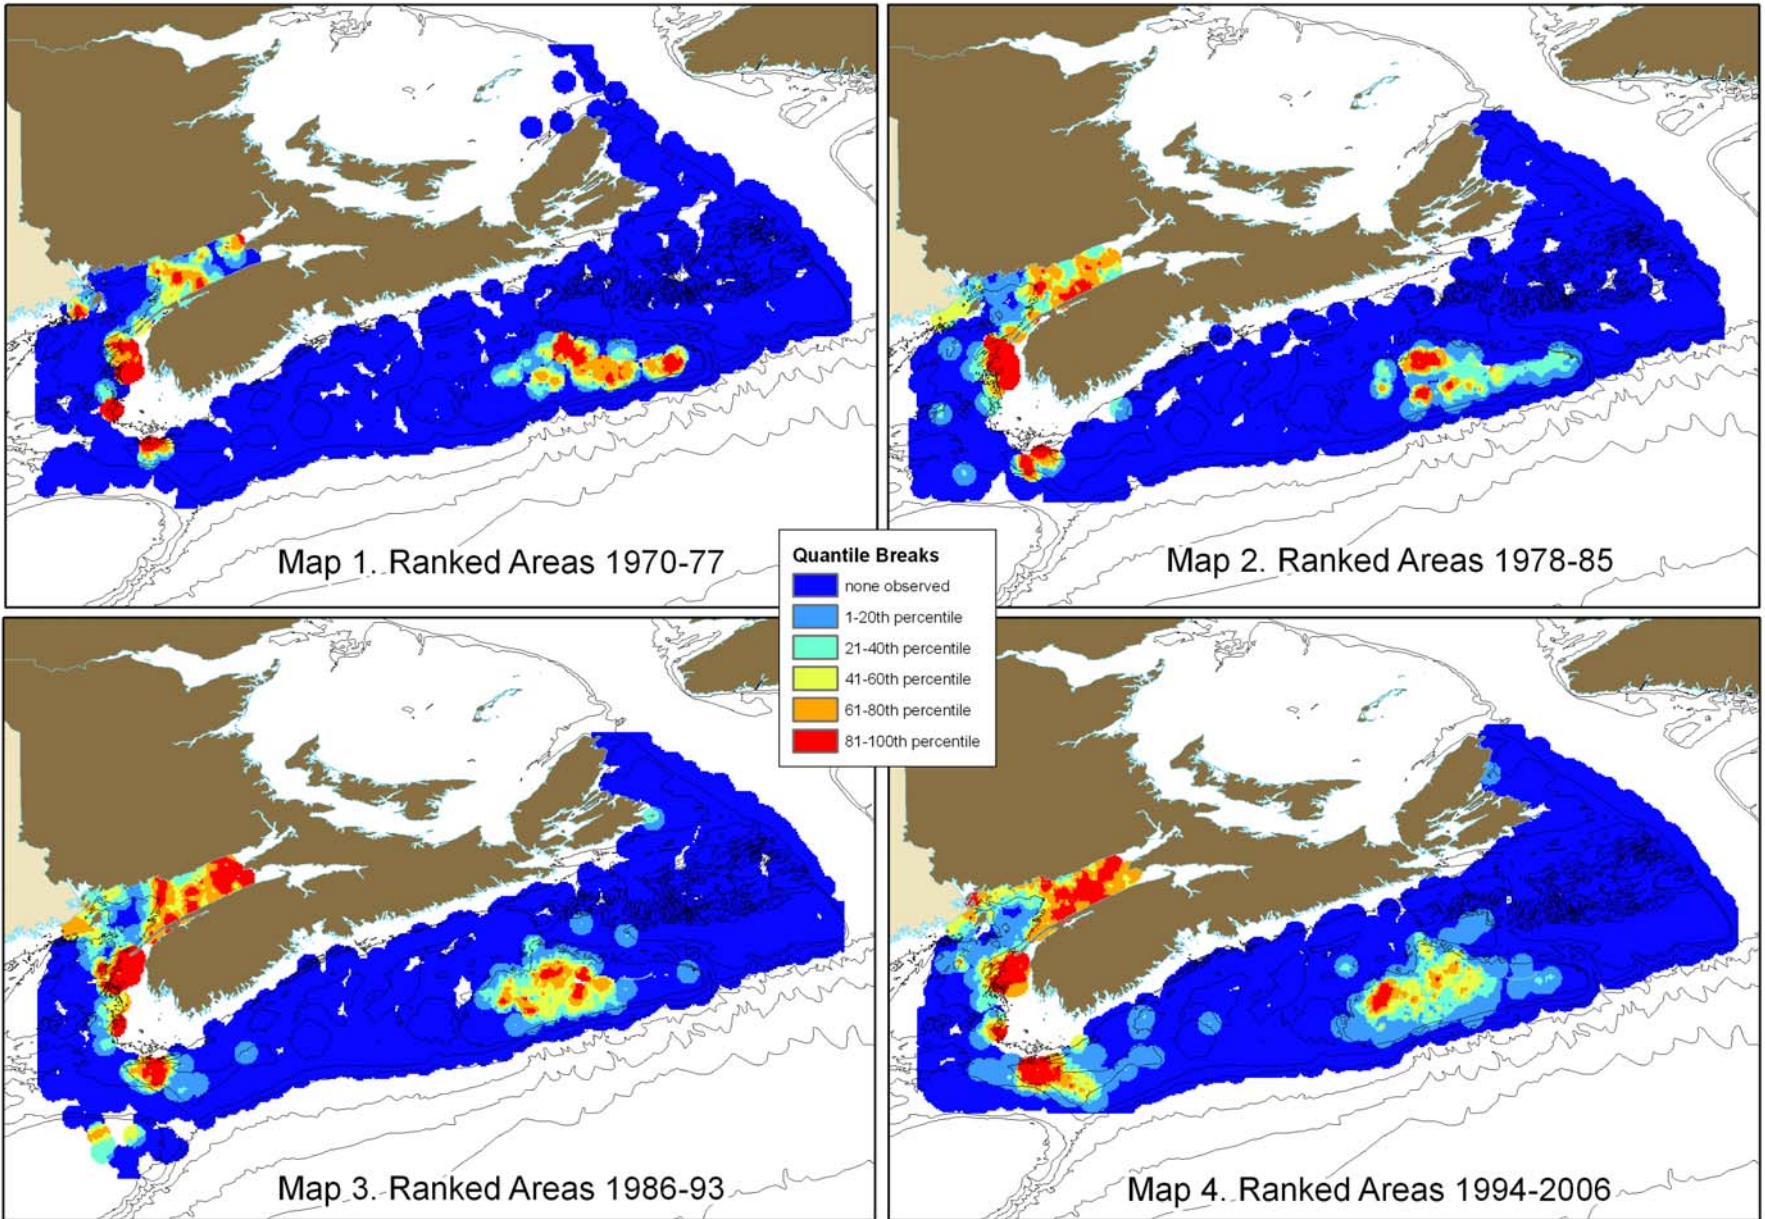 Map 1. Ranked Areas 1970-77
Map 2. Ranked Areas 1978-85
Quantile Breaks
none observed
1-20th percentile
21-40th percentile
41-60th percentile
61-80th percentile
81-100th percentile
Map 3. Ranked Areas 1986-93
Map 4. Ranked Areas 1994-2006